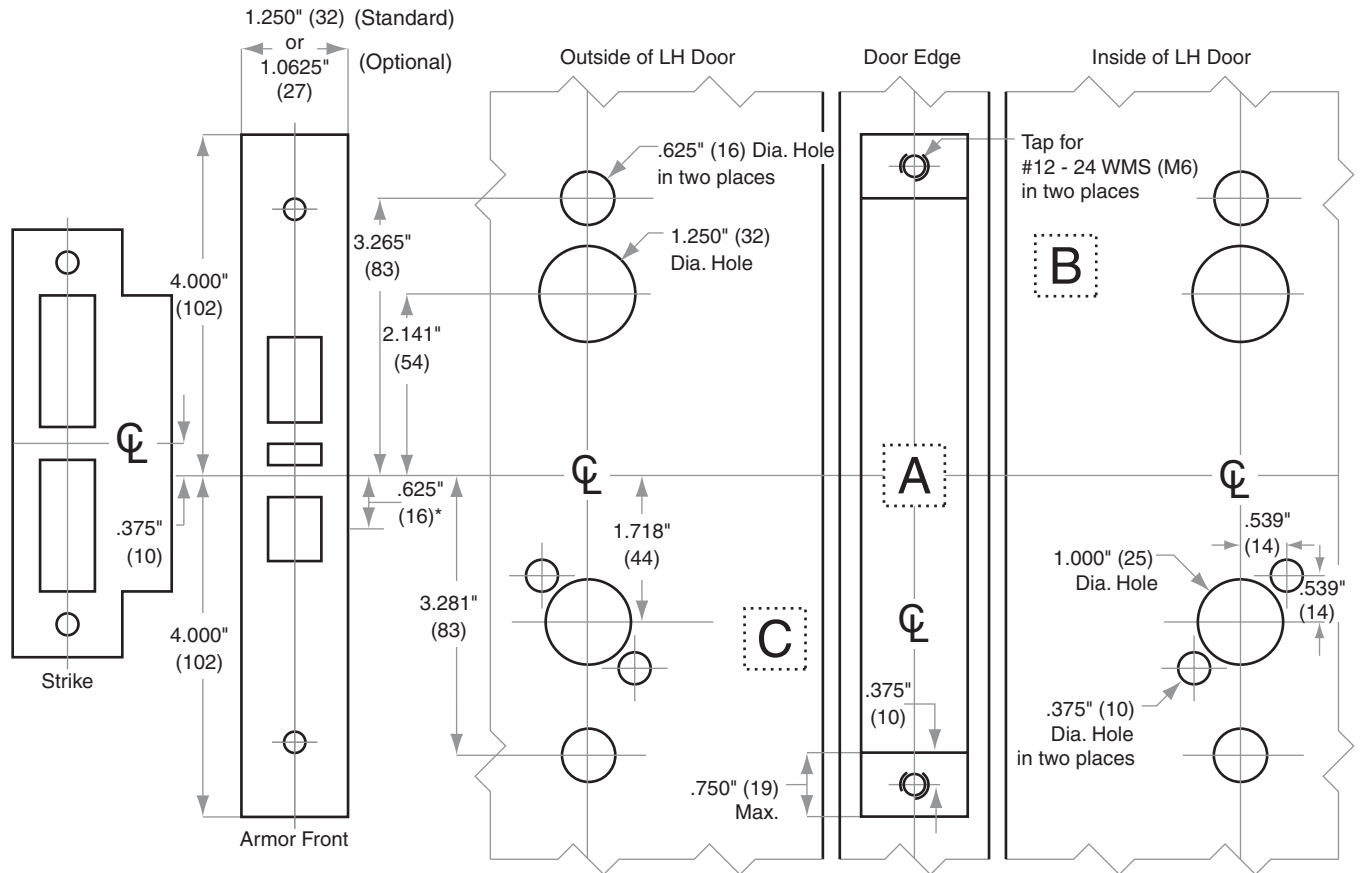 1.250" (32) (Standard)
or
1.0625"
(27)
(Optional)
Outside of LH Door
Door Edge
Inside of LH Door
.625" (16) Dia. Hole
in two places
Tap for
#12 - 24 WMS (M6)
in two places
3.265"
(83)
1.250" (32)
Dia. Hole
B
4.000"
(102)
2.141"
(54)
℄
℄
A
℄
.375"
(10)
.625"
(16)*
1.718"
(44)
.539"
(14)
1.000" (25)
Dia. Hole
.539"
(14)
3.281"
(83)
℄
4.000"
(102)
C
Strike
.375"
(10)
.375" (10)
Dia. Hole
in two places
.750" (19)
Max.
Armor Front